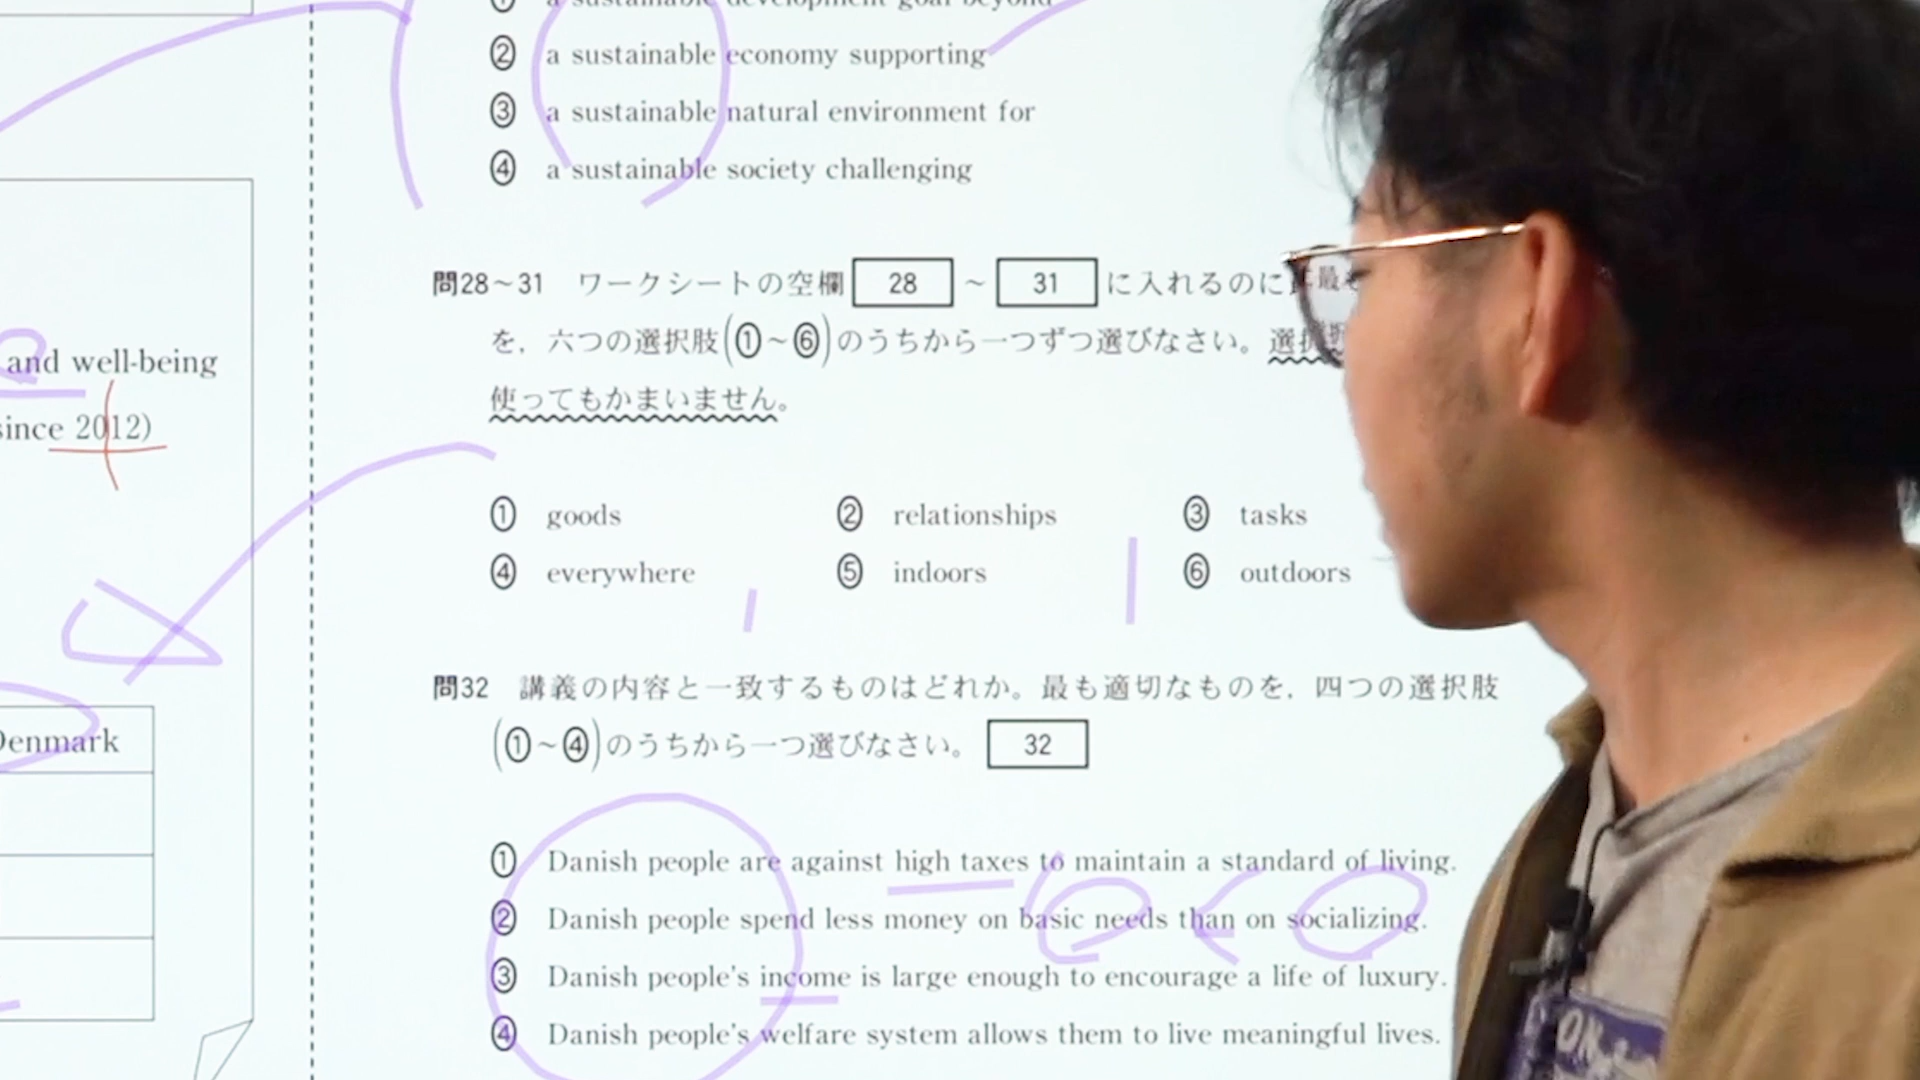 ① a sustainable development goal beyond
② a sustainable economy supporting
③ a sustainable natural environment for
④ a sustainable society challenging
and well-being
since 2012)
Denmark
問28～31 ワークシートの空欄 28 ～ 31 に入れるのに最も
を，六つの選択肢(①～⑥)のうちから一つずつ選びなさい。選択
使ってもかまいません。
① goods ② relationships ③ tasks
④ everywhere ⑤ indoors ⑥ outdoors
問32 講義の内容と一致するものはどれか。最も適切なものを，四つの選択肢
(①～④)のうちから一つ選びなさい。 32
① Danish people are against high taxes to maintain a standard of living.
② Danish people spend less money on basic needs than on socializing.
③ Danish people's income is large enough to encourage a life of luxury.
④ Danish people's welfare system allows them to live meaningful lives.